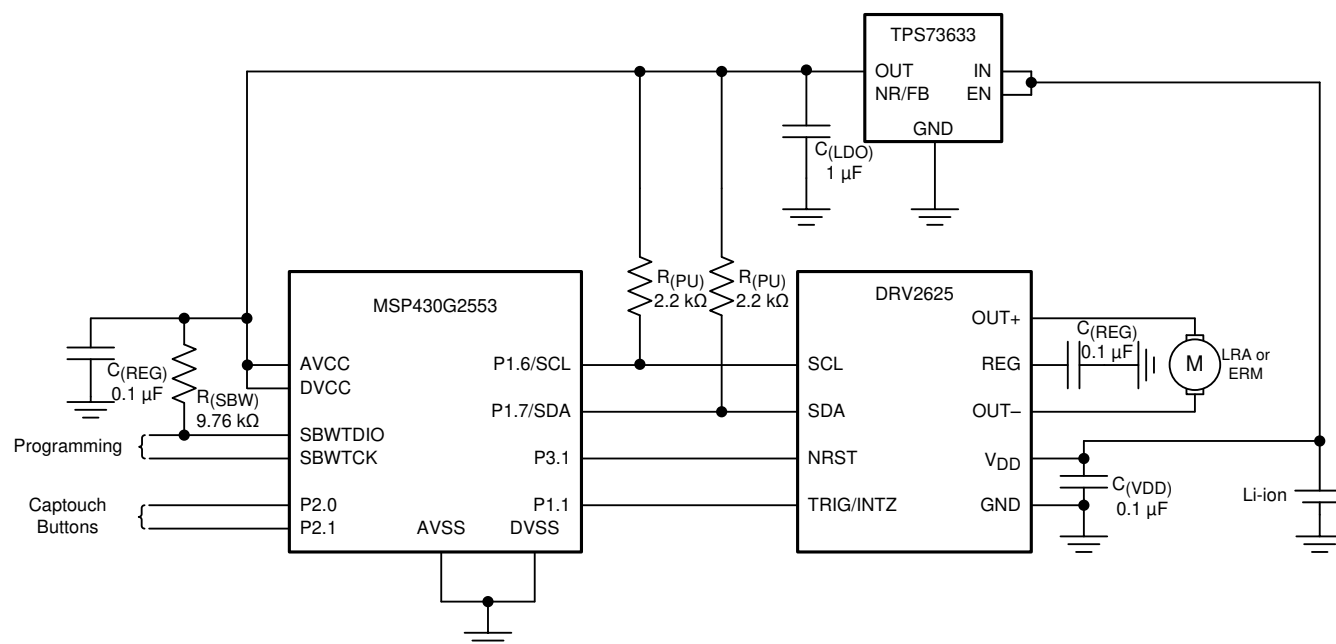 TPS73633
OUT
IN
NR/FB
EN
GND
C(LDO)
1 µF
R(PU)
2.2 kΩ
R(PU)
2.2 kΩ
MSP430G2553
AVCC
DVCC
SBWTDIO
SBWTCK
P2.0
P2.1
AVSS
DVSS
P1.6/SCL
P1.7/SDA
P3.1
P1.1
C(REG)
0.1 µF
R(SBW)
9.76 kΩ
Programming
Captouch
Buttons
DRV2625
SCL
SDA
NRST
TRIG/INTZ
OUT+
REG
OUT–
VDD
GND
C(REG)
0.1 µF
M
LRA or
ERM
C(VDD)
0.1 µF
Li-ion